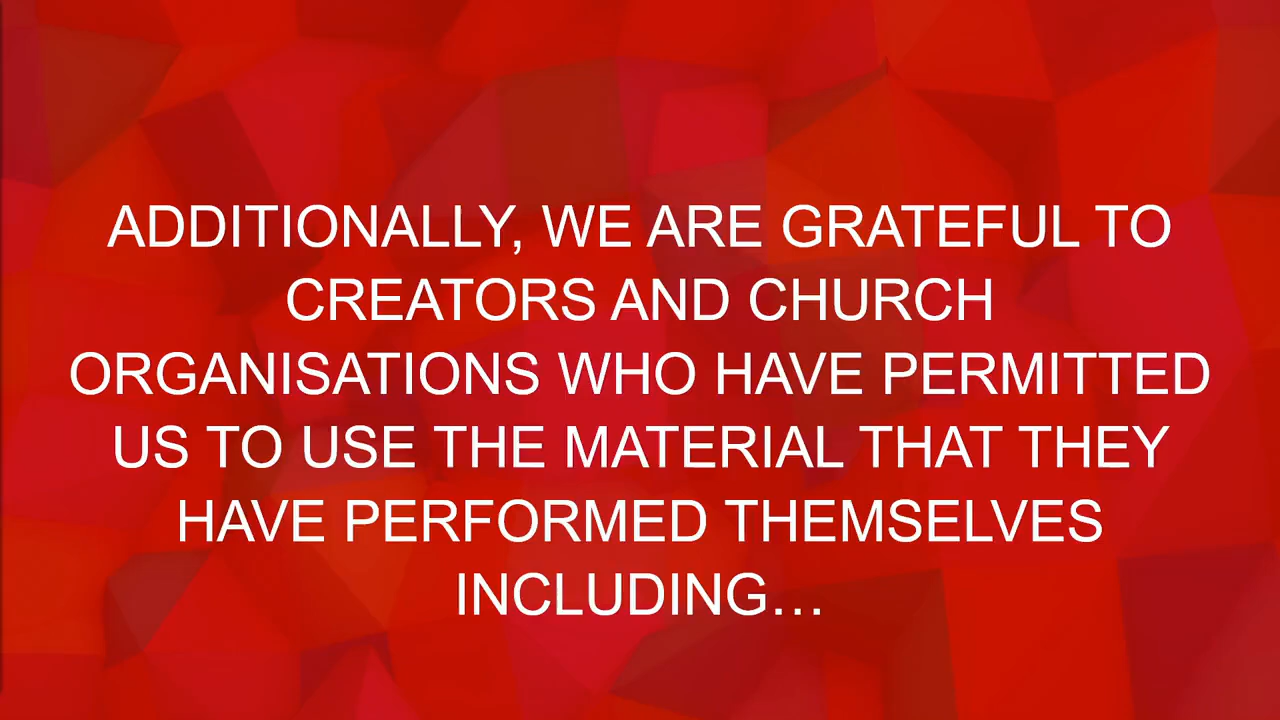 ADDITIONALLY, WE ARE GRATEFUL TO
CREATORS AND CHURCH
ORGANISATIONS WHO HAVE PERMITTED
US TO USE THE MATERIAL THAT THEY
HAVE PERFORMED THEMSELVES
INCLUDING…